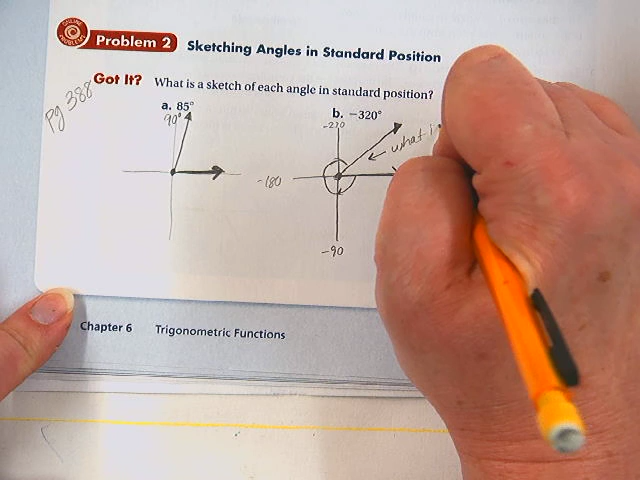 ONLINE
PROBLEMS
Problem 2 Sketching Angles in Standard Position
Got It? What is a sketch of each angle in standard position?
pg 388
a. 85° b. −320°
90° -270
what i
-180
-90
Chapter 6 Trigonometric Functions